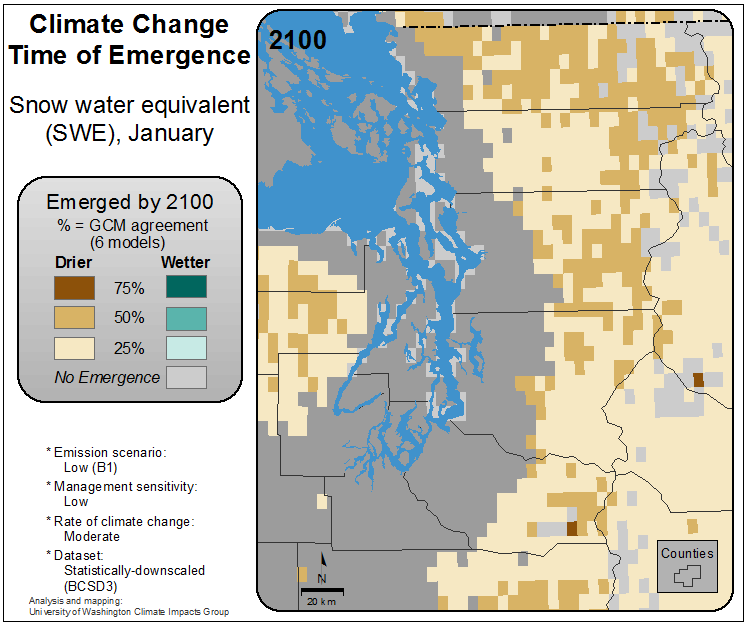 Climate Change
Time of Emergence
Snow water equivalent
(SWE), January
Emerged by 2100
% = GCM agreement
(6 models)
Drier Wetter
75%
50%
25%
No Emergence
* Emission scenario:
Low (B1)
* Management sensitivity:
Low
* Rate of climate change:
Moderate
* Dataset:
Statistically-downscaled
(BCSD3)
Analysis and mapping:
University of Washington Climate Impacts Group
2100
N
20 km
Counties